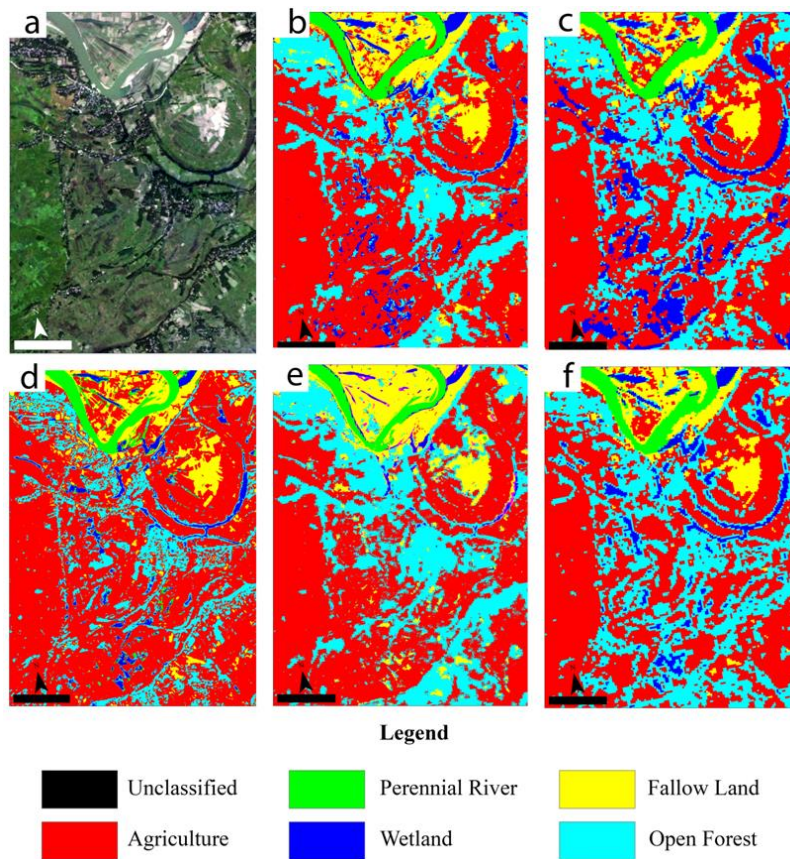 a
b
c
d
e
f
Legend
Unclassified
Perennial River
Fallow Land
Agriculture
Wetland
Open Forest